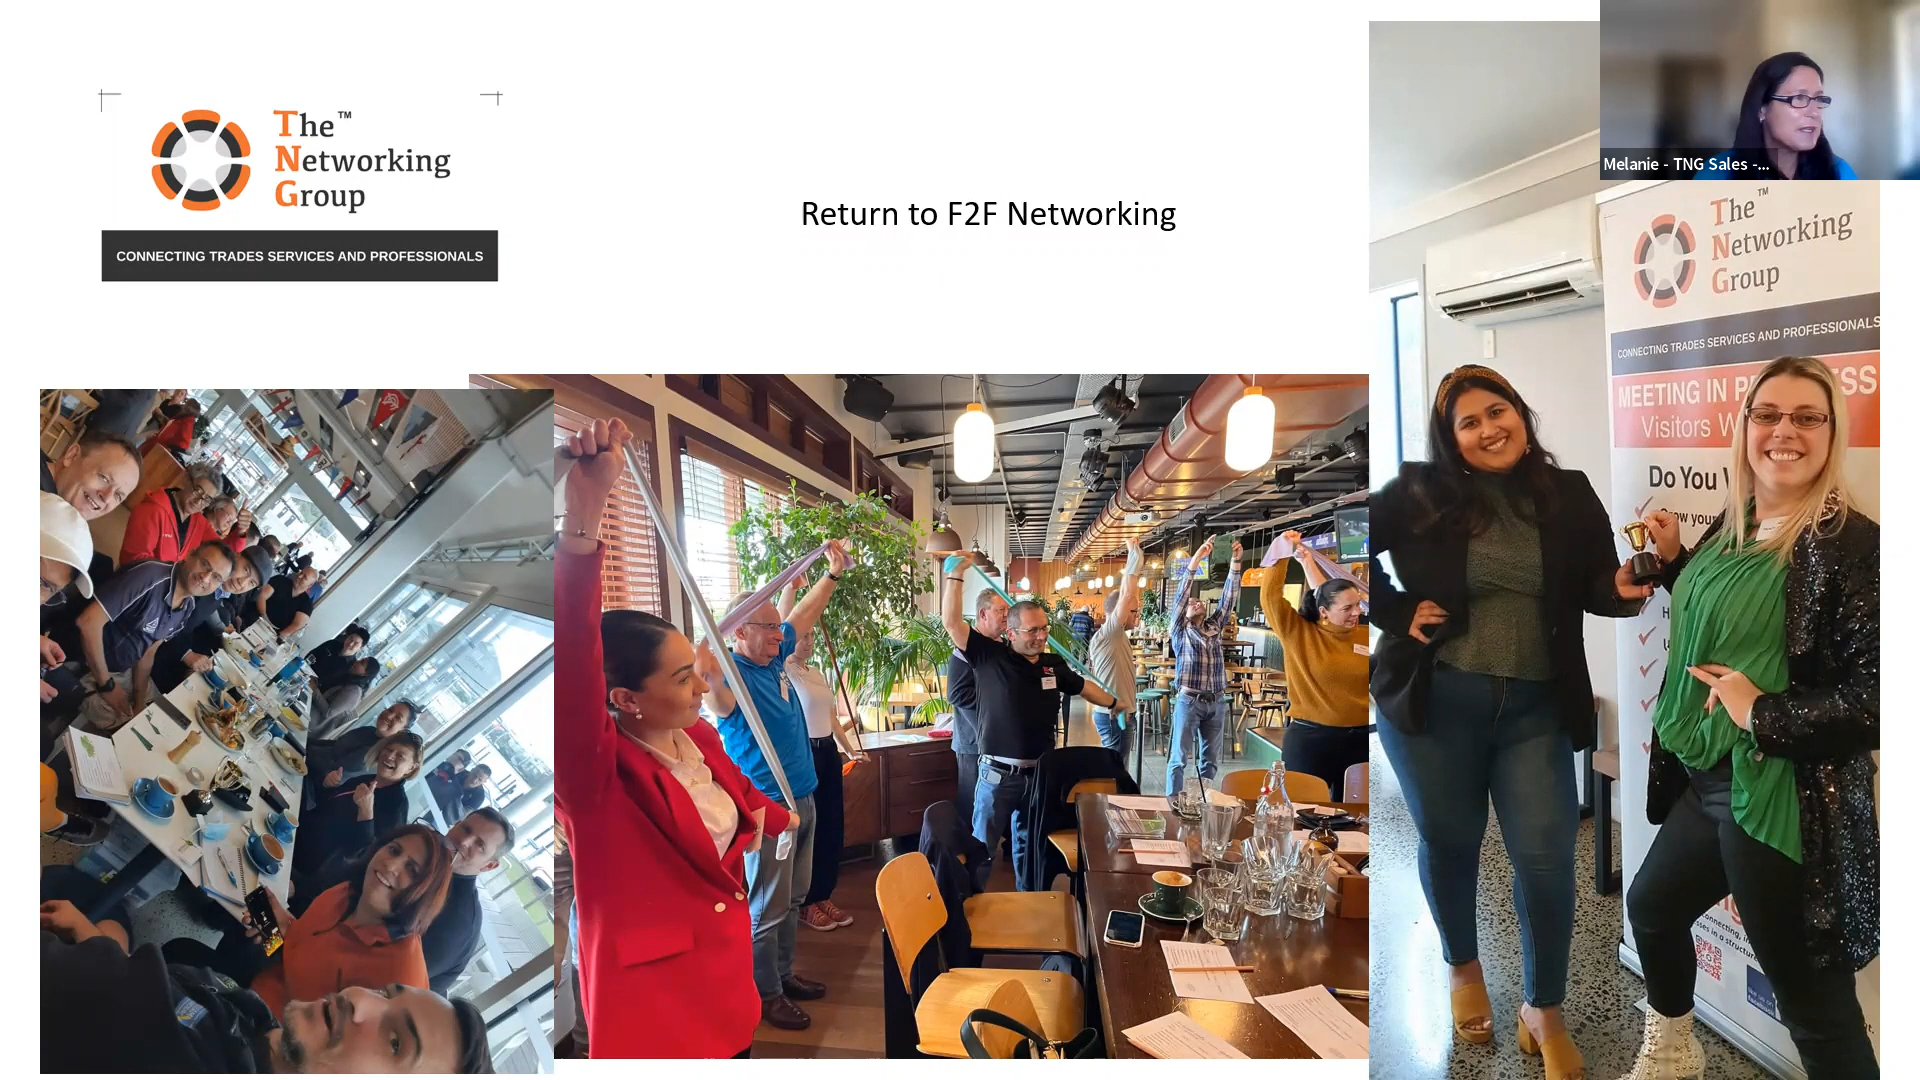 The™
Networking
Group
CONNECTING TRADES SERVICES AND PROFESSIONALS
Return to F2F Networking
Melanie - TNG Sales -...
The™
Networking
Group
CONNECTING TRADES SERVICES AND PROFESSIONALS
MEETING IN
Visitors
Do You